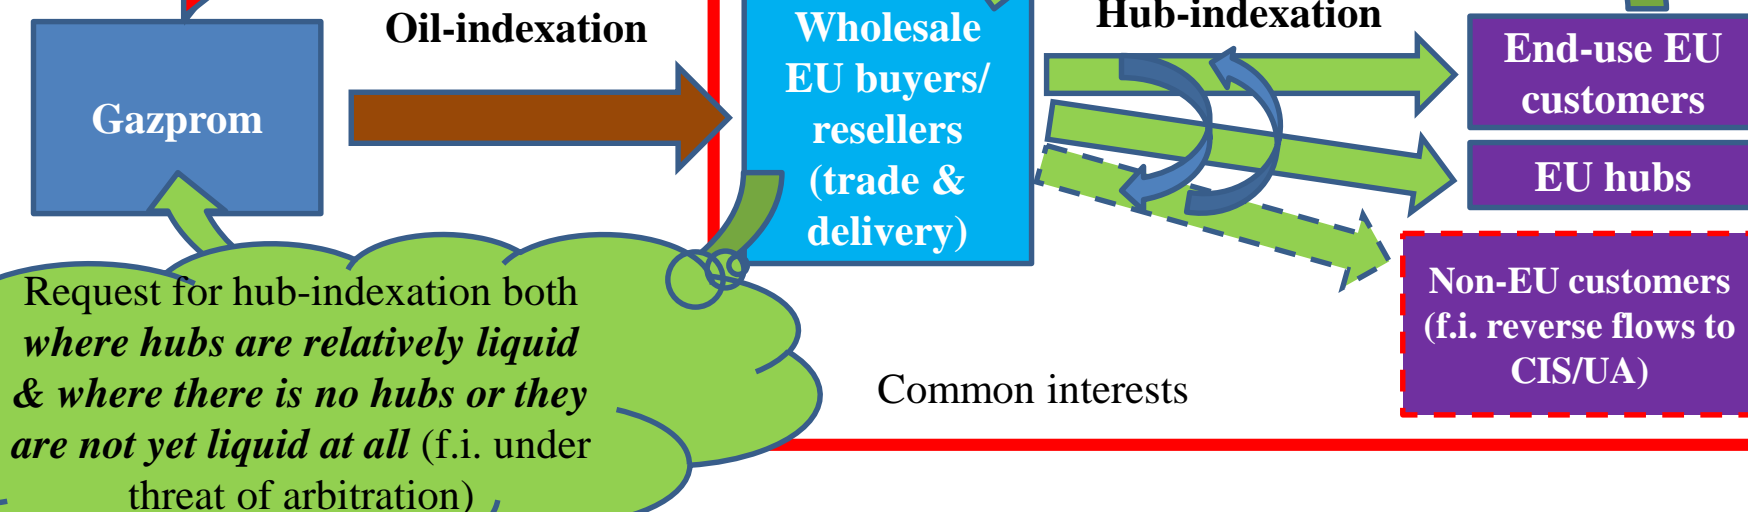 Oil-indexation
Hub-indexation
Gazprom
Wholesale
EU buyers/
resellers
(trade &
delivery)
End-use EU
customers
EU hubs
Non-EU customers
(f.i. reverse flows to
CIS/UA)
Request for hub-indexation both
where hubs are relatively liquid
& where there is no hubs or they
are not yet liquid at all (f.i. under
threat of arbitration)
Common interests